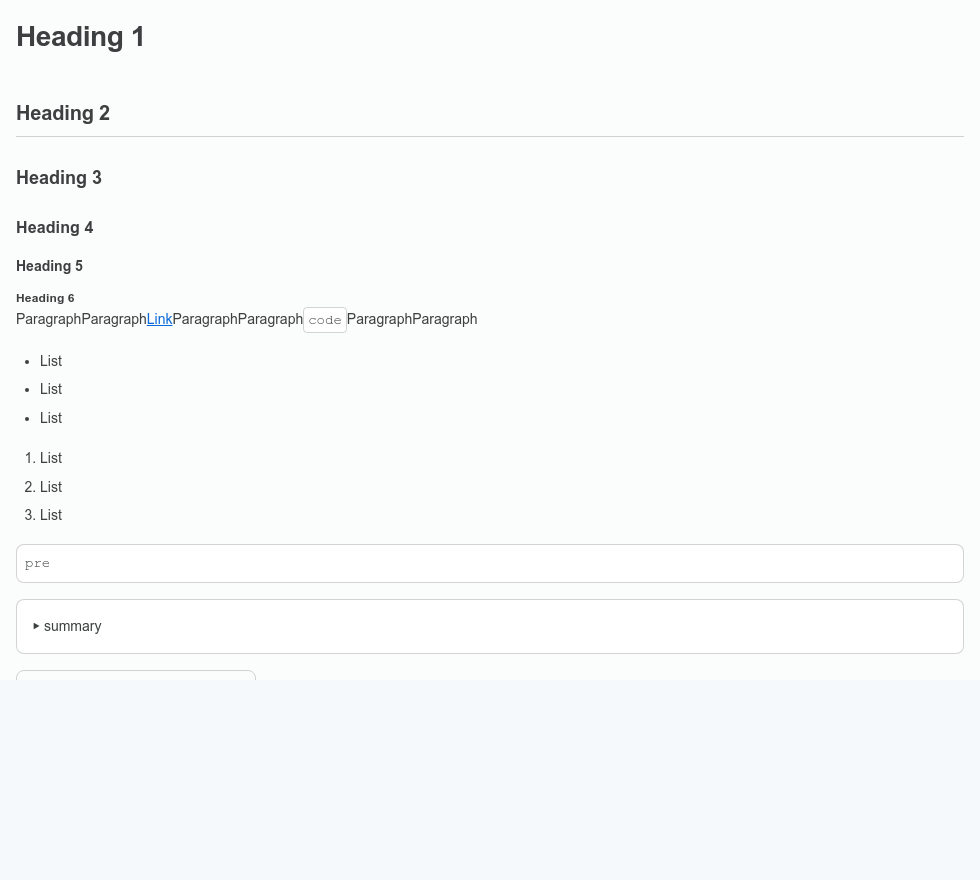 Heading 1
Heading 2
Heading 3
Heading 4
Heading 5
Heading 6
ParagraphParagraphLinkParagraphParagraphcodeParagraphParagraph
• List
• List
• List
1. List
2. List
3. List
pre
▸ summary